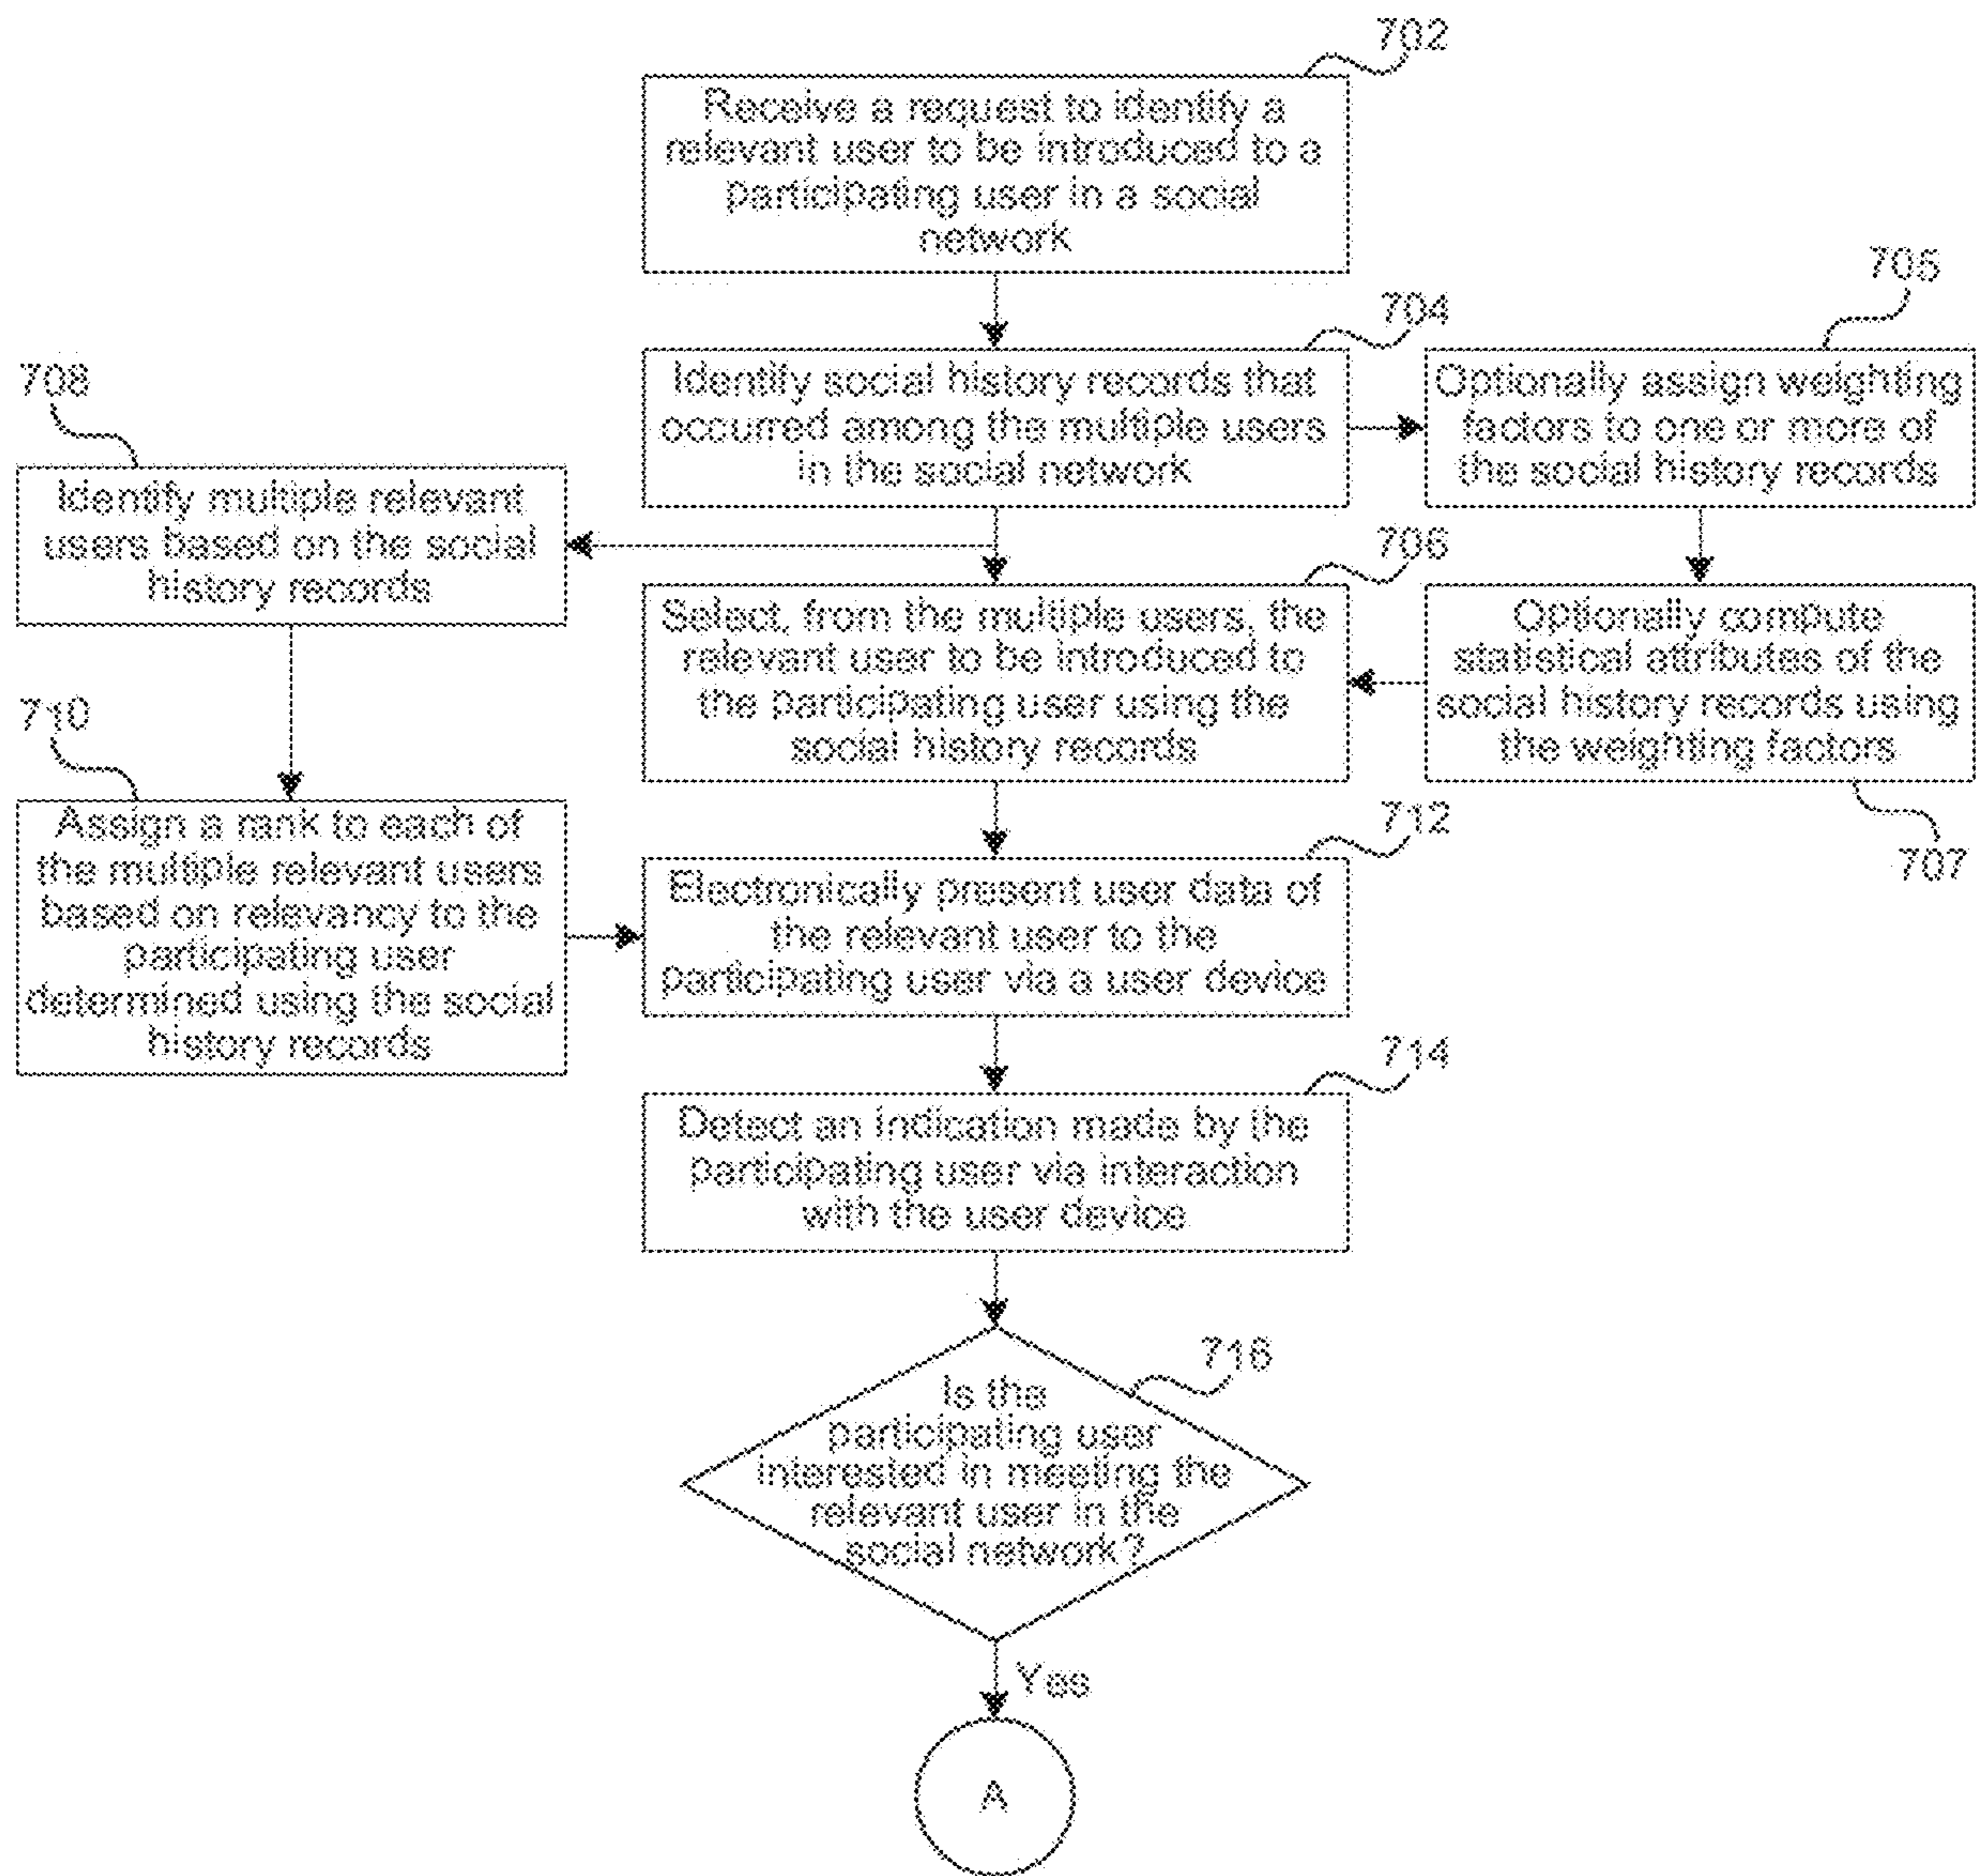 702
Receive a request to identify a
relevant user to be introduced to a
participating user in a social
network
704
Identify social history records that
occurred among the multiple users
in the social network
705
Optionally assign weighting
factors to one or more of
the social history records
708
Identify multiple relevant
users based on the social
history records
706
Select, from the multiple users, the
relevant user to be introduced to
the participating user using the
social history records
Optionally compute
statistical attributes of the
social history records using
the weighting factors
707
710
Assign a rank to each of
the multiple relevant users
based on relevancy to the
participating user
determined using the social
history records
712
Electronically present user data of
the relevant user to the
participating user via a user device
714
Detect an indication made by the
participating user via interaction
with the user device
716
Is the
participating user
interested in meeting the
relevant user in the
social network?
Yes
A